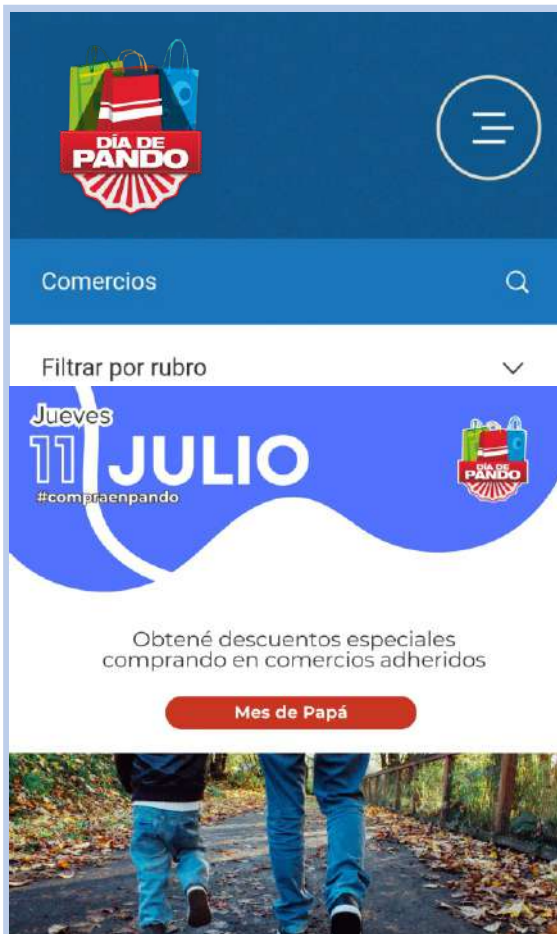 DÍA DE
PANDO
Comercios
Filtrar por rubro
Jueves
11 JULIO
#compraenpando
DÍA DE
PANDO
Obtené descuentos especiales
comprando en comercios adheridos
Mes de Papá